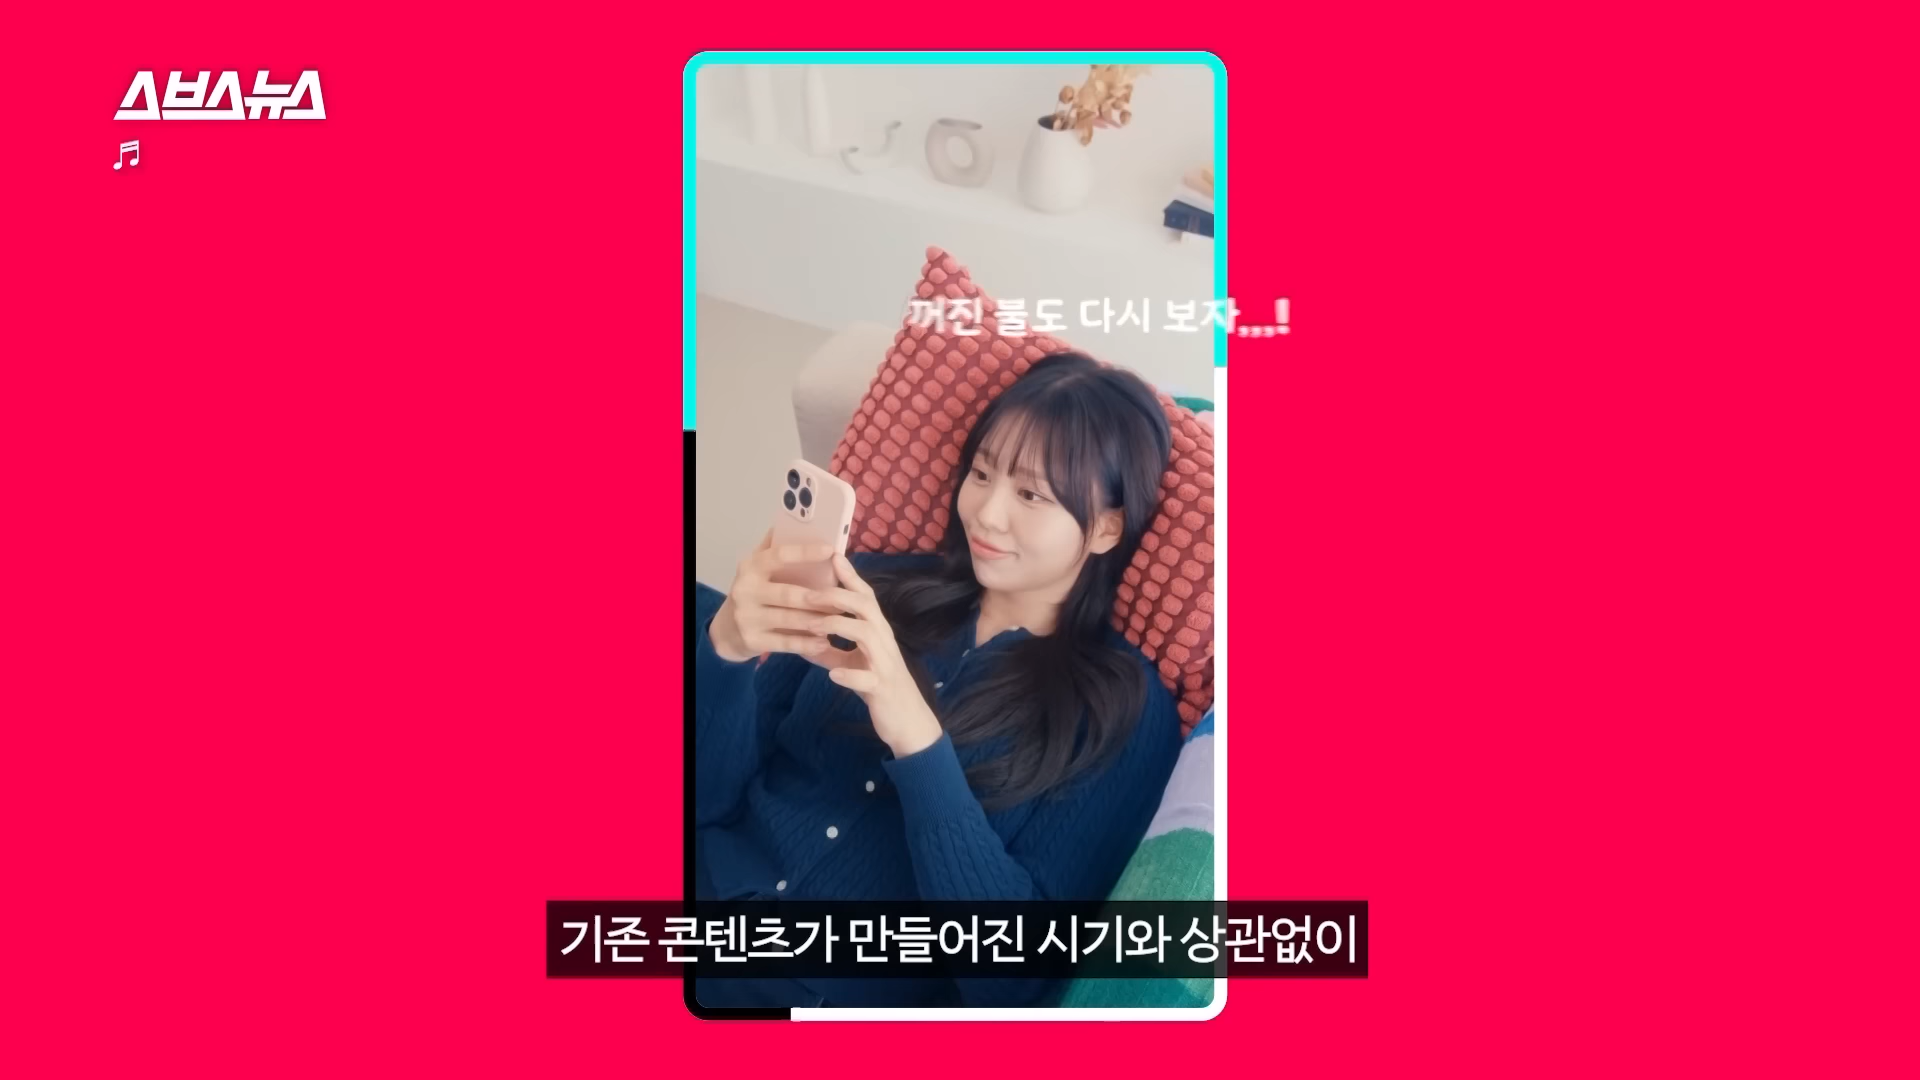 스브스뉴스
꺼진 불도 다시 보자,,,!
기존 콘텐츠가 만들어진 시기와 상관없이